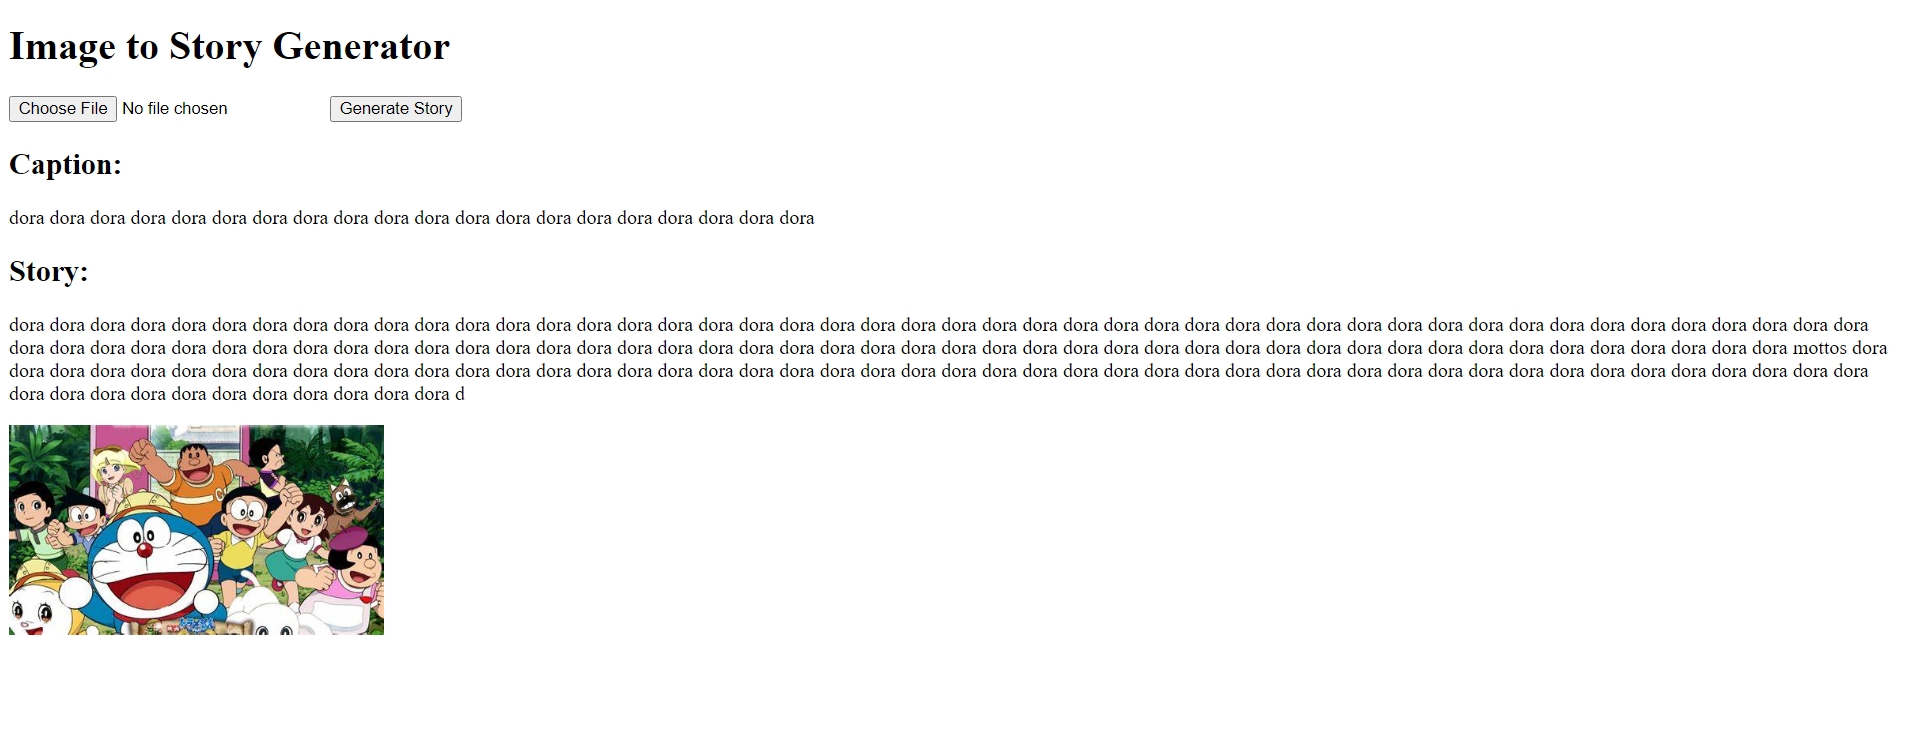 Image to Story Generator
Choose File No file chosen Generate Story
Caption:
dora dora dora dora dora dora dora dora dora dora dora dora dora dora dora dora dora dora dora dora
Story:
dora dora dora dora dora dora dora dora dora dora dora dora dora dora dora dora dora dora dora dora dora dora dora dora dora dora dora dora dora dora dora dora dora dora dora dora dora dora dora dora dora dora dora dora dora dora
dora dora dora dora dora dora dora dora dora dora dora dora dora dora dora dora dora dora dora dora dora dora dora dora dora dora dora dora dora dora dora dora dora dora dora dora dora dora dora dora dora dora dora dora mottos dora
dora dora dora dora dora dora dora dora dora dora dora dora dora dora dora dora dora dora dora dora dora dora dora dora dora dora dora dora dora dora dora dora dora dora dora dora dora dora dora dora dora dora dora dora dora dora
dora dora dora dora dora dora dora dora dora dora dora d